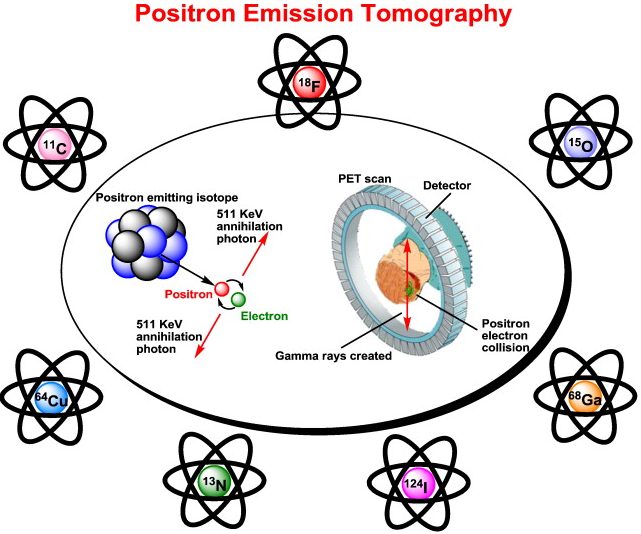 Positron Emission Tomography
18F
11C
15O
Positron emitting isotope
511 KeV
annihilation
photon
Positron
Electron
511 KeV
annihilation
photon
PET scan
Detector
Gamma rays created
Positron
electron
collision
64Cu
68Ga
13N
124I